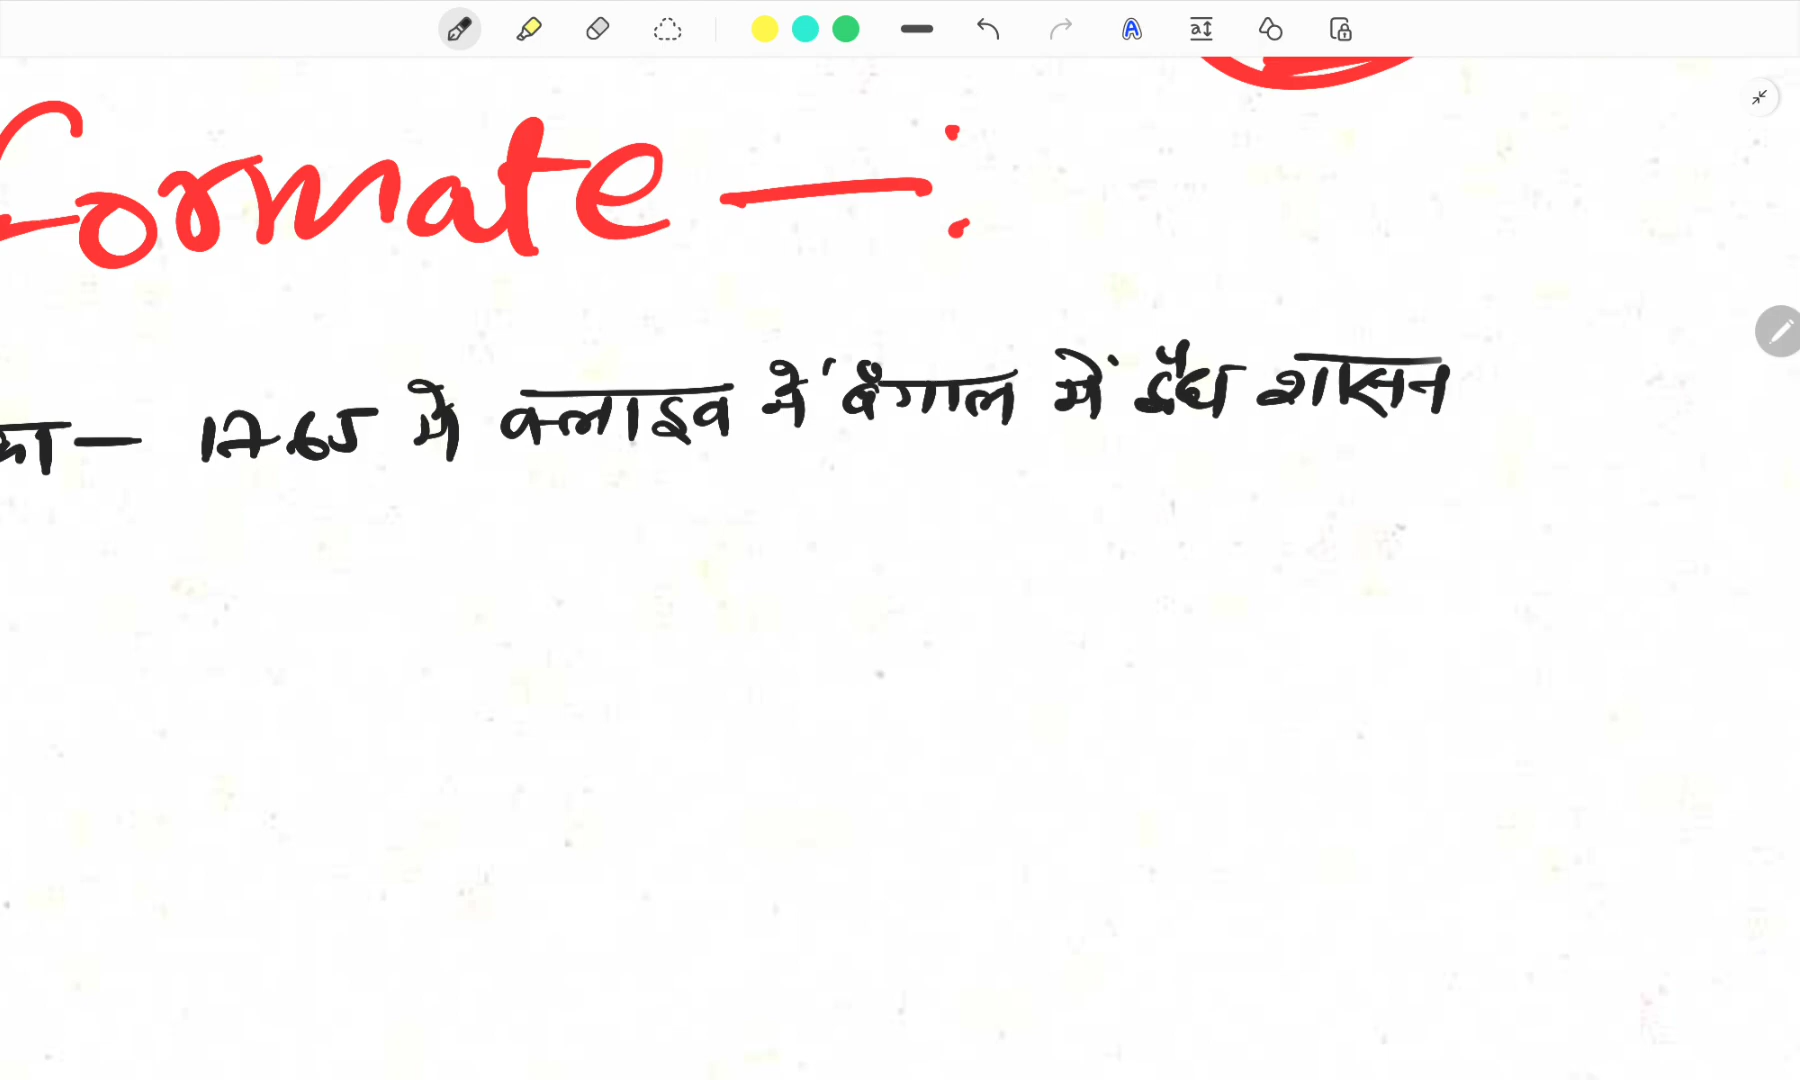 formate —:
का — 1765 में क्लाइव ने बंगाल में द्वैध शासन